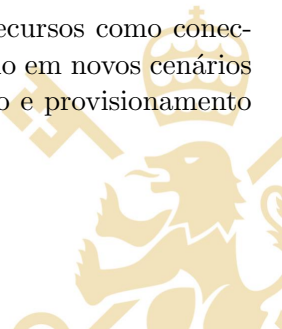 ecursos como conec-
o em novos cenários
o e provisionamento